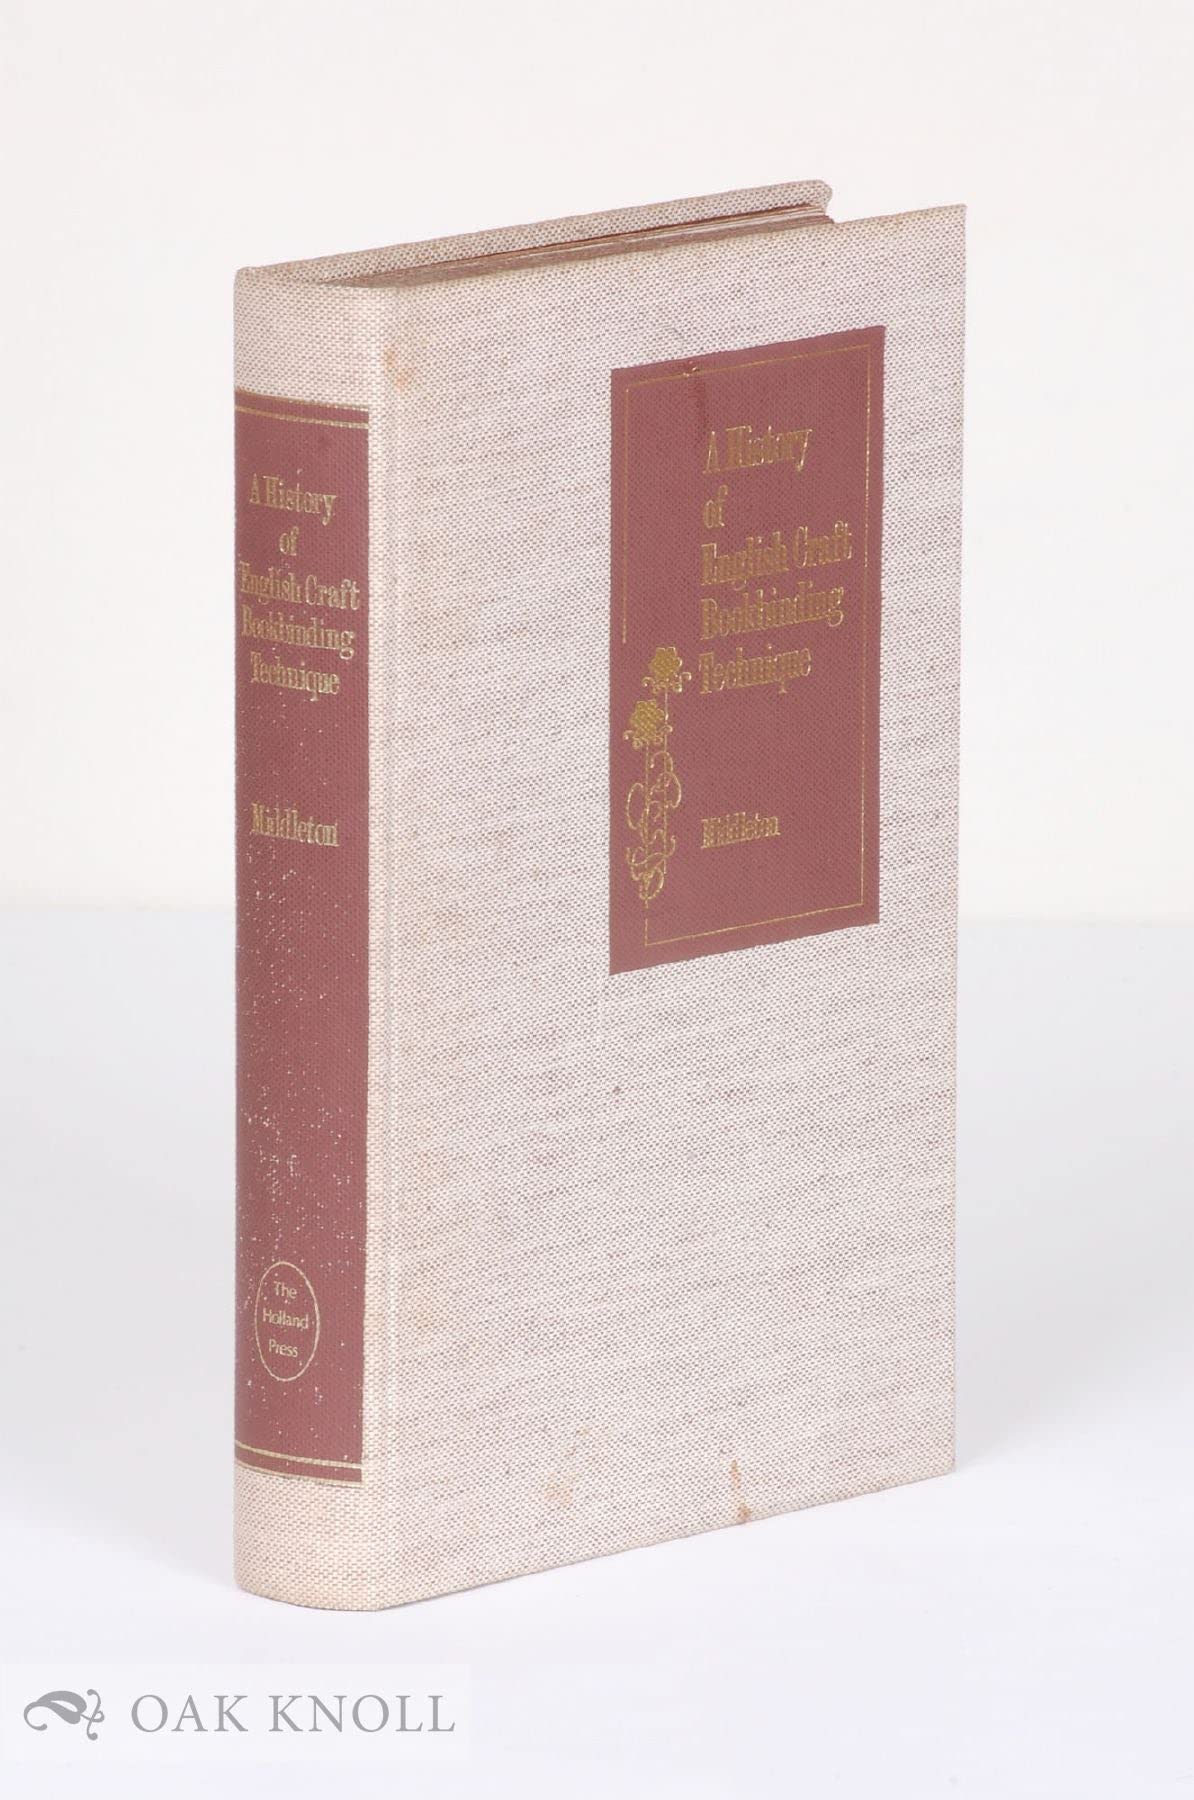 A History
of
English Craft
Bookbinding
Technique
Middleton
The
Holland
Press
A History
of
English Craft
Bookbinding
Technique
Middleton
OAK KNOLL